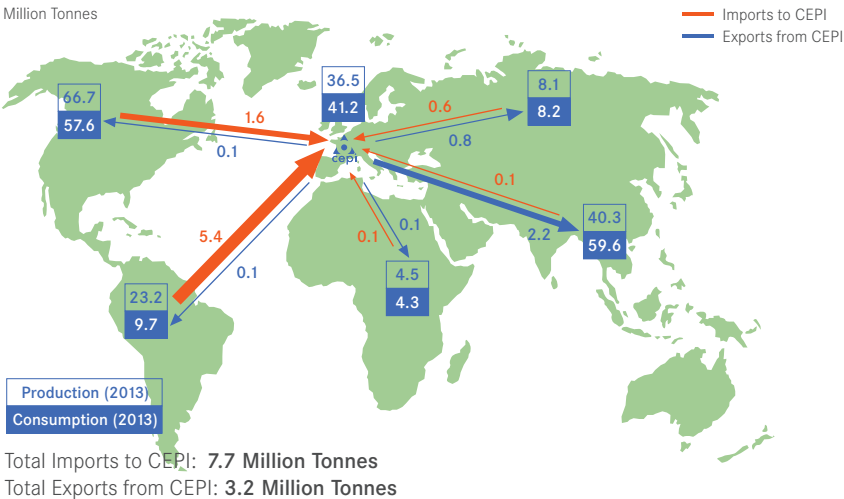 Million Tonnes
Imports to CEPI
Exports from CEPI
36.5
41.2
8.1
8.2
66.7
57.6
1.6
0.1
0.6
0.8
cepi
0.1
40.3
59.6
2.2
5.4
0.1
0.1
0.1
4.5
4.3
23.2
9.7
Production (2013)
Consumption (2013)
Total Imports to CEPI: 7.7 Million Tonnes
Total Exports from CEPI: 3.2 Million Tonnes